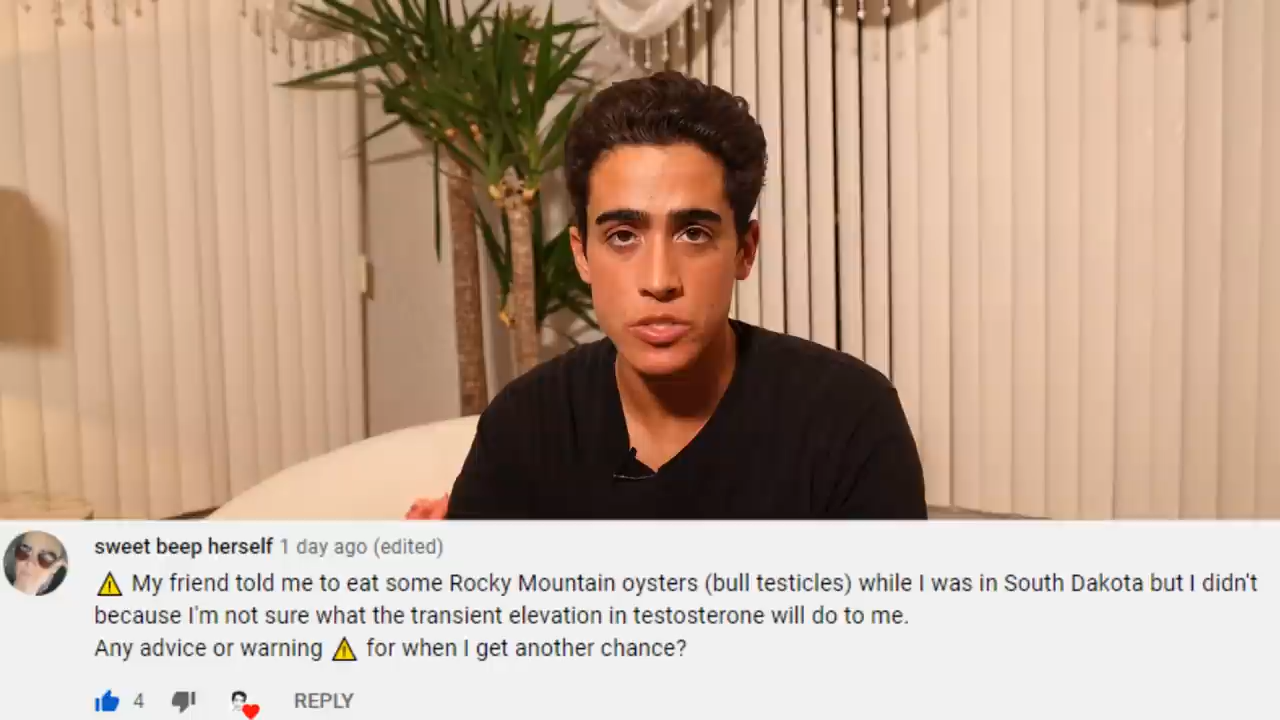 sweet beep herself 1 day ago (edited)
⚠️ My friend told me to eat some Rocky Mountain oysters (bull testicles) while I was in South Dakota but I didn't
because I'm not sure what the transient elevation in testosterone will do to me.
Any advice or warning ⚠️ for when I get another chance?
4 REPLY